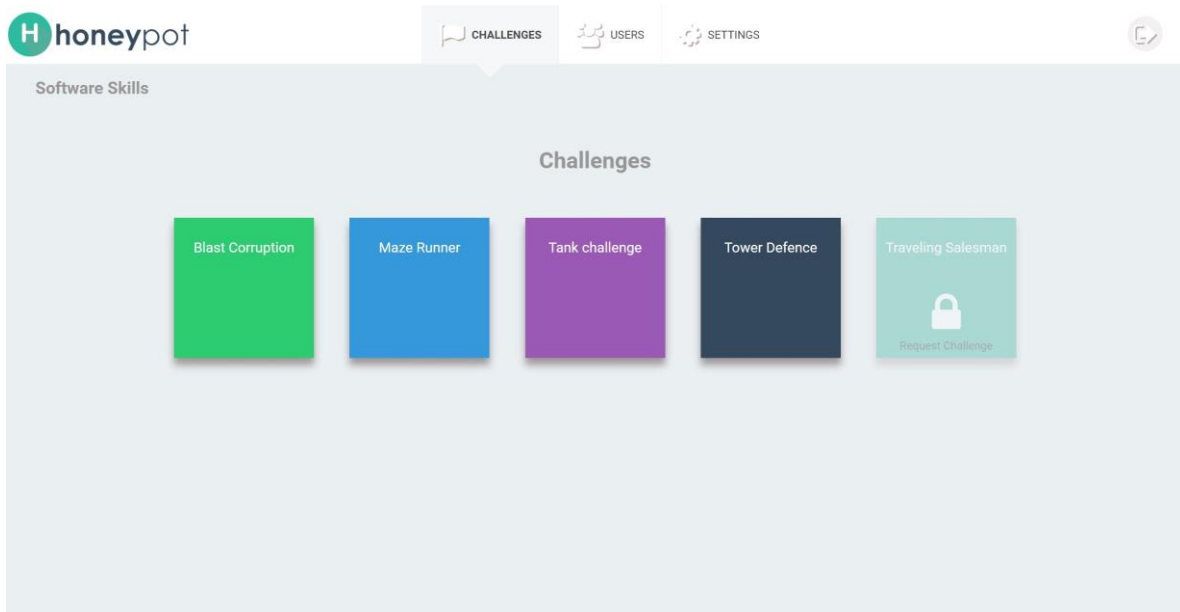 H honeypot
CHALLENGES
USERS
SETTINGS
Software Skills
Challenges
Blast Corruption
Maze Runner
Tank challenge
Tower Defence
Traveling Salesman
Request Challenge